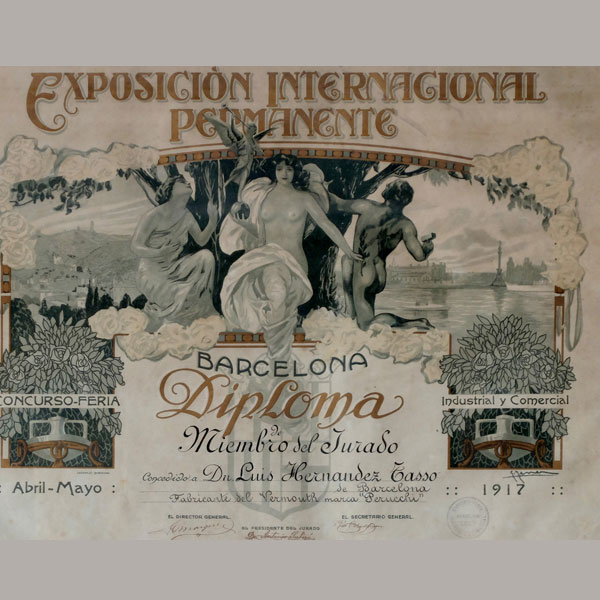 EXPOSICIÓN INTERNACIONAL
PERMANENTE
BARCELONA
CONCURSO-FERIA
Industrial y Comercial
Diploma
de
Miembro del Jurado
Concedido a Dn. Luis Hernandez Tasso
de Barcelona
Fabricante del Vermouth marca "Perucchi"
: Abril-Mayo :
:: 1917 ::
EL DIRECTOR GENERAL.
EL PRESIDENTE DEL JURADO
EL SECRETARIO GENERAL.